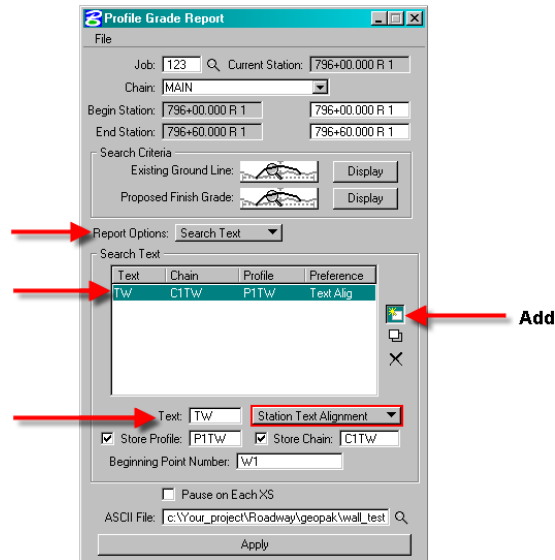 Profile Grade Report
File
Job: 123 Current Station: 796+00.000 R 1
Chain: MAIN
Begin Station: 796+00.000 R 1 796+00.000 R 1
End Station: 796+60.000 R 1 796+60.000 R 1
Search Criteria
Existing Ground Line: Display
Proposed Finish Grade: Display
Report Options: Search Text
Search Text
Text Chain Profile Preference
TW C1TW P1TW Text Alig
Add
Text: TW Station Text Alignment
Store Profile: P1TW Store Chain: C1TW
Beginning Point Number: W1
Pause on Each XS
ASCII File: c:\Your_project\Roadway\geopak\wall_test
Apply